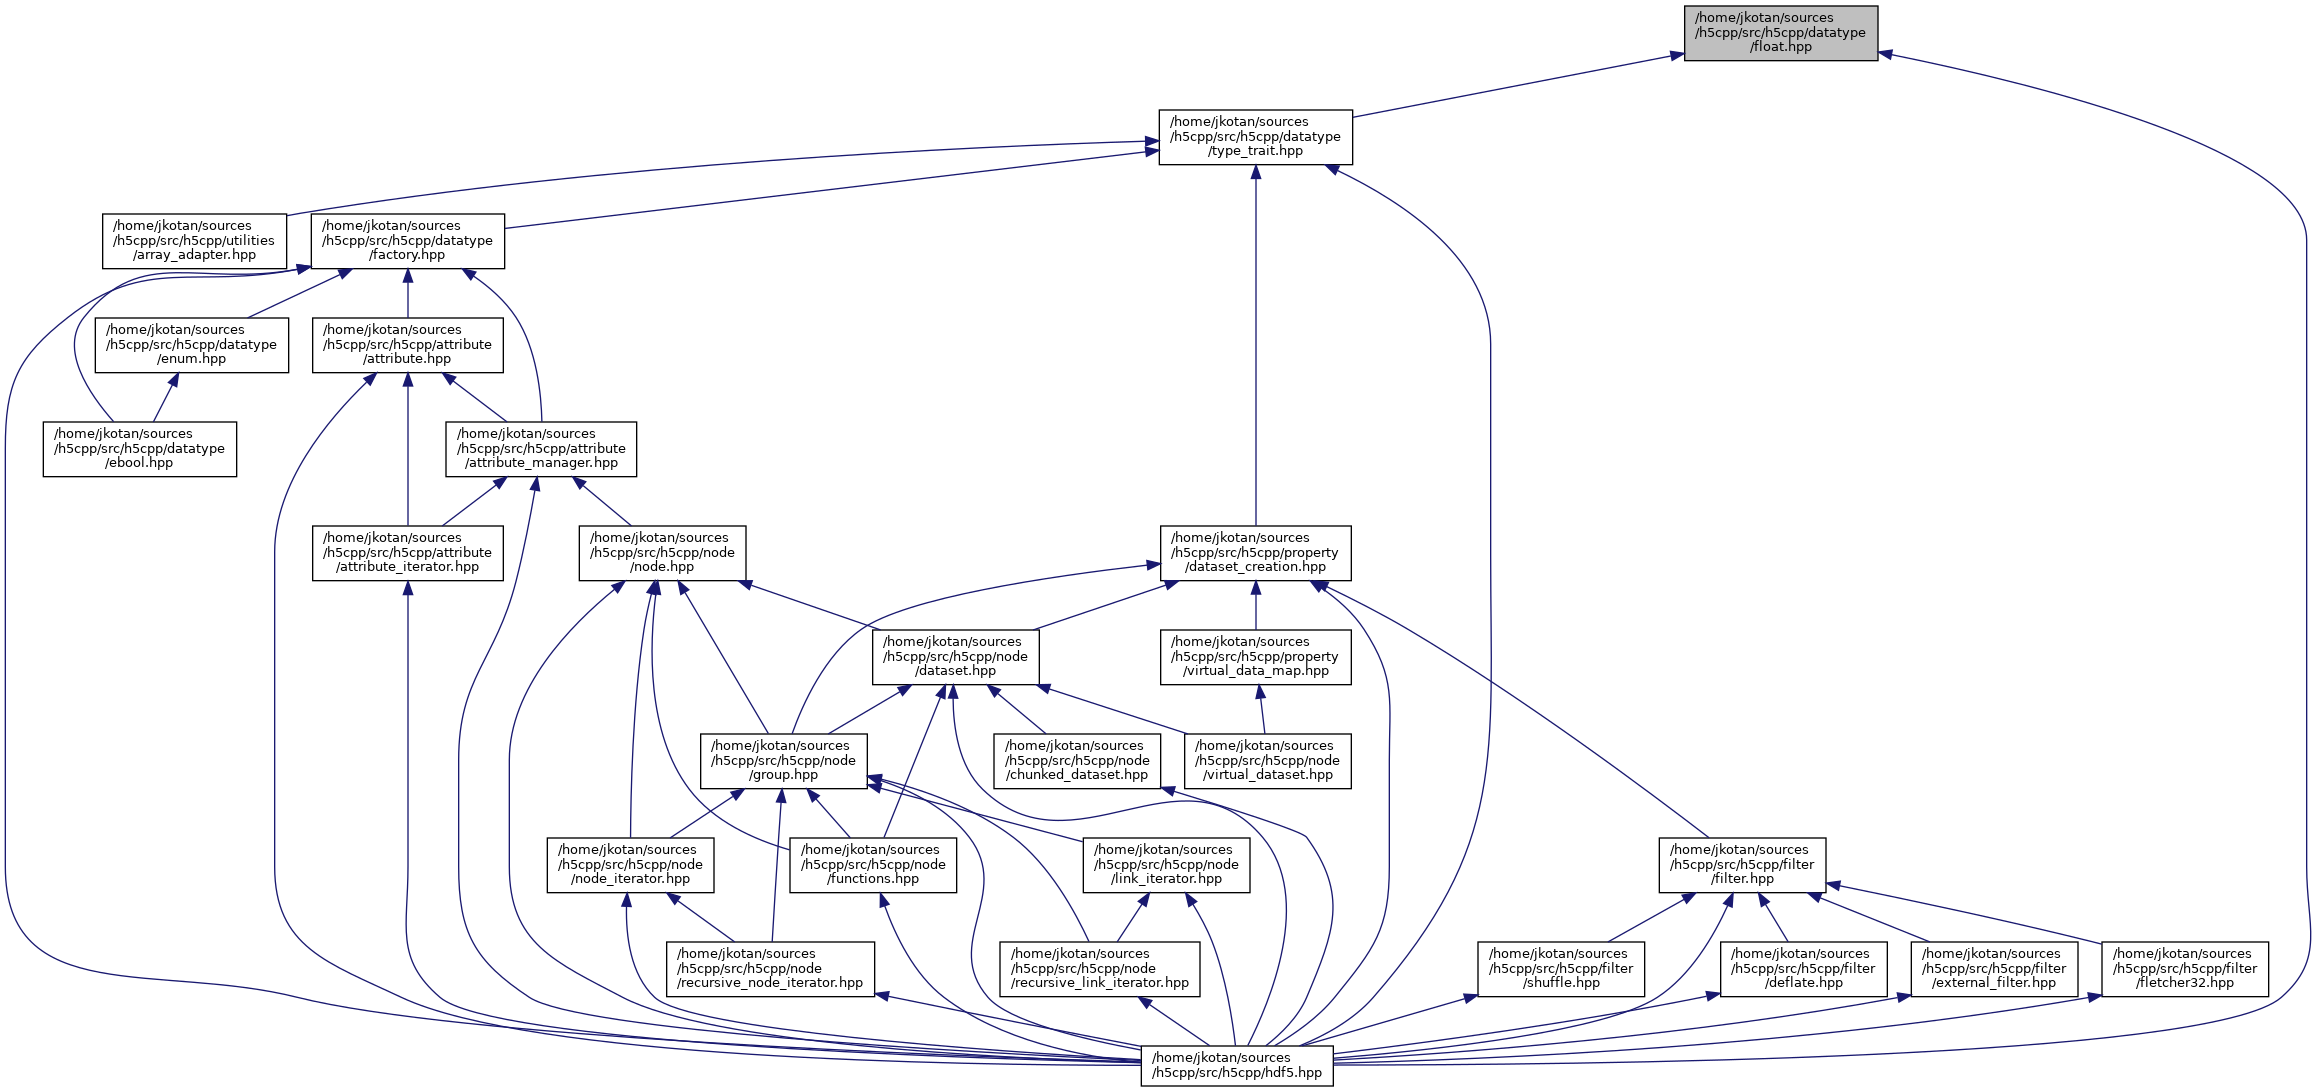 /home/jkotan/sources
/h5cpp/src/h5cpp/datatype
/float.hpp
/home/jkotan/sources
/h5cpp/src/h5cpp/datatype
/type_trait.hpp
/home/jkotan/sources
/h5cpp/src/h5cpp/utilities
/array_adapter.hpp
/home/jkotan/sources
/h5cpp/src/h5cpp/datatype
/factory.hpp
/home/jkotan/sources
/h5cpp/src/h5cpp/datatype
/enum.hpp
/home/jkotan/sources
/h5cpp/src/h5cpp/attribute
/attribute.hpp
/home/jkotan/sources
/h5cpp/src/h5cpp/datatype
/ebool.hpp
/home/jkotan/sources
/h5cpp/src/h5cpp/attribute
/attribute_manager.hpp
/home/jkotan/sources
/h5cpp/src/h5cpp/attribute
/attribute_iterator.hpp
/home/jkotan/sources
/h5cpp/src/h5cpp/node
/node.hpp
/home/jkotan/sources
/h5cpp/src/h5cpp/property
/dataset_creation.hpp
/home/jkotan/sources
/h5cpp/src/h5cpp/node
/dataset.hpp
/home/jkotan/sources
/h5cpp/src/h5cpp/property
/virtual_data_map.hpp
/home/jkotan/sources
/h5cpp/src/h5cpp/node
/group.hpp
/home/jkotan/sources
/h5cpp/src/h5cpp/node
/chunked_dataset.hpp
/home/jkotan/sources
/h5cpp/src/h5cpp/node
/virtual_dataset.hpp
/home/jkotan/sources
/h5cpp/src/h5cpp/node
/node_iterator.hpp
/home/jkotan/sources
/h5cpp/src/h5cpp/node
/functions.hpp
/home/jkotan/sources
/h5cpp/src/h5cpp/node
/link_iterator.hpp
/home/jkotan/sources
/h5cpp/src/h5cpp/filter
/filter.hpp
/home/jkotan/sources
/h5cpp/src/h5cpp/node
/recursive_node_iterator.hpp
/home/jkotan/sources
/h5cpp/src/h5cpp/node
/recursive_link_iterator.hpp
/home/jkotan/sources
/h5cpp/src/h5cpp/filter
/shuffle.hpp
/home/jkotan/sources
/h5cpp/src/h5cpp/filter
/deflate.hpp
/home/jkotan/sources
/h5cpp/src/h5cpp/filter
/external_filter.hpp
/home/jkotan/sources
/h5cpp/src/h5cpp/filter
/fletcher32.hpp
/home/jkotan/sources
/h5cpp/src/h5cpp/hdf5.hpp